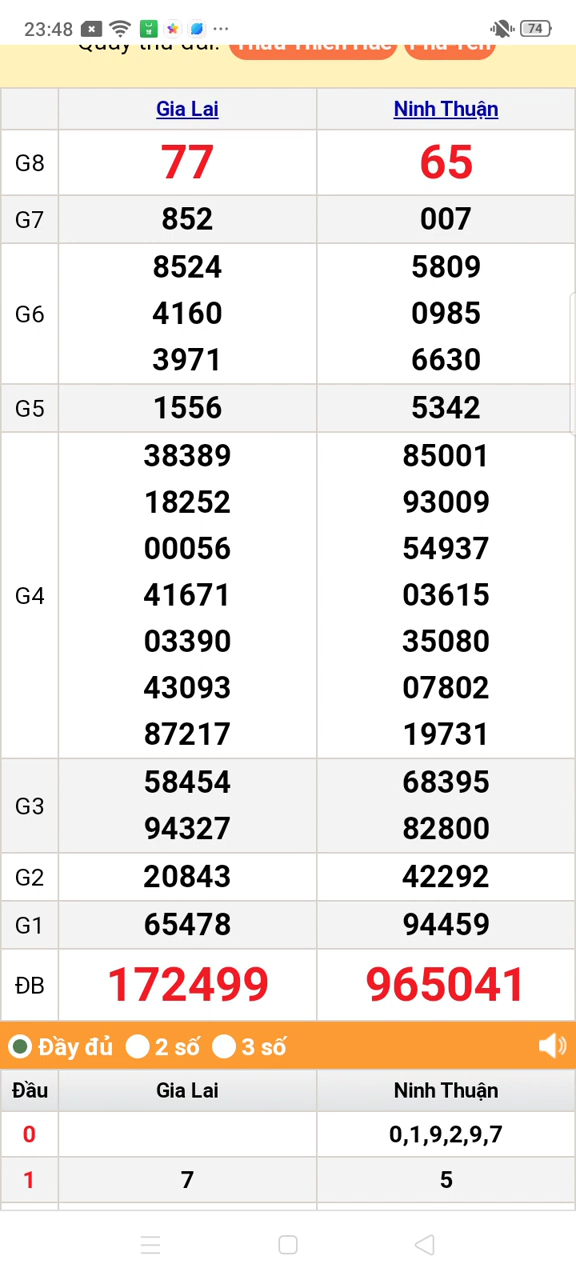 23:48
74
Gia Lai Ninh Thuận
G8 77 65
G7 852 007
8524 5809
G6 4160 0985
3971 6630
G5 1556 5342
38389 85001
18252 93009
00056 54937
G4 41671 03615
03390 35080
43093 07802
87217 19731
G3 58454 68395
94327 82800
G2 20843 42292
G1 65478 94459
ĐB 172499 965041
Đầy đủ 2 số 3 số
Đầu Gia Lai Ninh Thuận
0 0,1,9,2,9,7
1 7 5